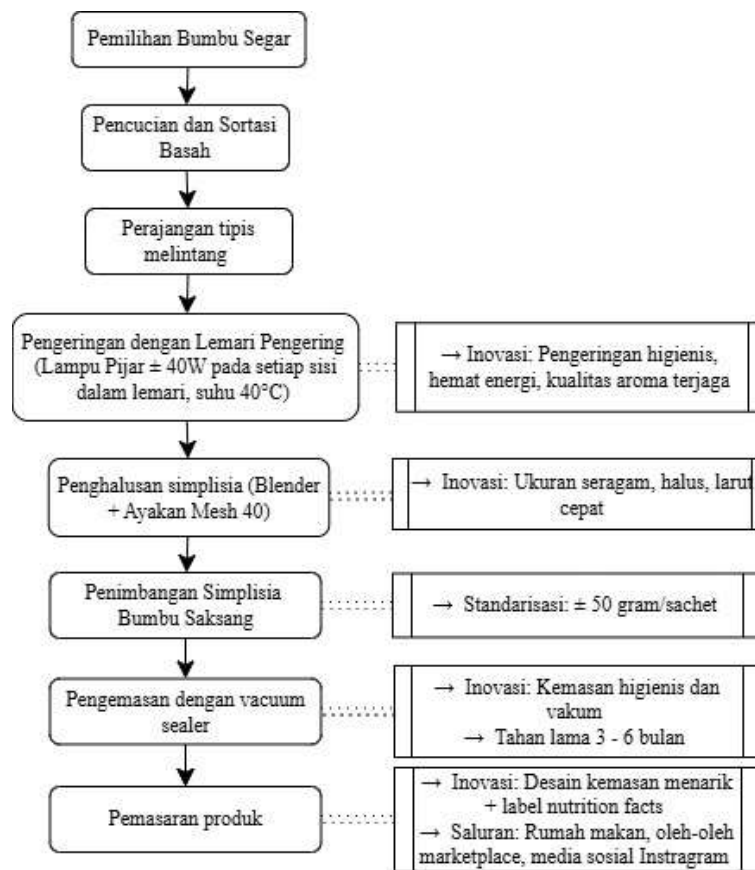 Pemilihan Bumbu Segar
Pencucian dan Sortasi
Basah
Perajangan tipis
melintang
Pengeringan dengan Lemari Pengering
(Lampu Pijar ± 40W pada setiap sisi
dalam lemari, suhu 40°C)
→ Inovasi: Pengeringan higienis,
hemat energi, kualitas aroma terjaga
Penghalusan simplisia (Blender
+ Ayakan Mesh 40)
→ Inovasi: Ukuran seragam, halus, larut
cepat
Penimbangan Simplisia
Bumbu Saksang
→ Standarisasi: ± 50 gram/sachet
Pengemasan dengan vacuum
sealer
→ Inovasi: Kemasan higienis dan
vakum
→ Tahan lama 3 - 6 bulan
Pemasaran produk
→ Inovasi: Desain kemasan menarik
+ label nutrition facts
→ Saluran: Rumah makan, oleh-oleh
marketplace, media sosial Instragram